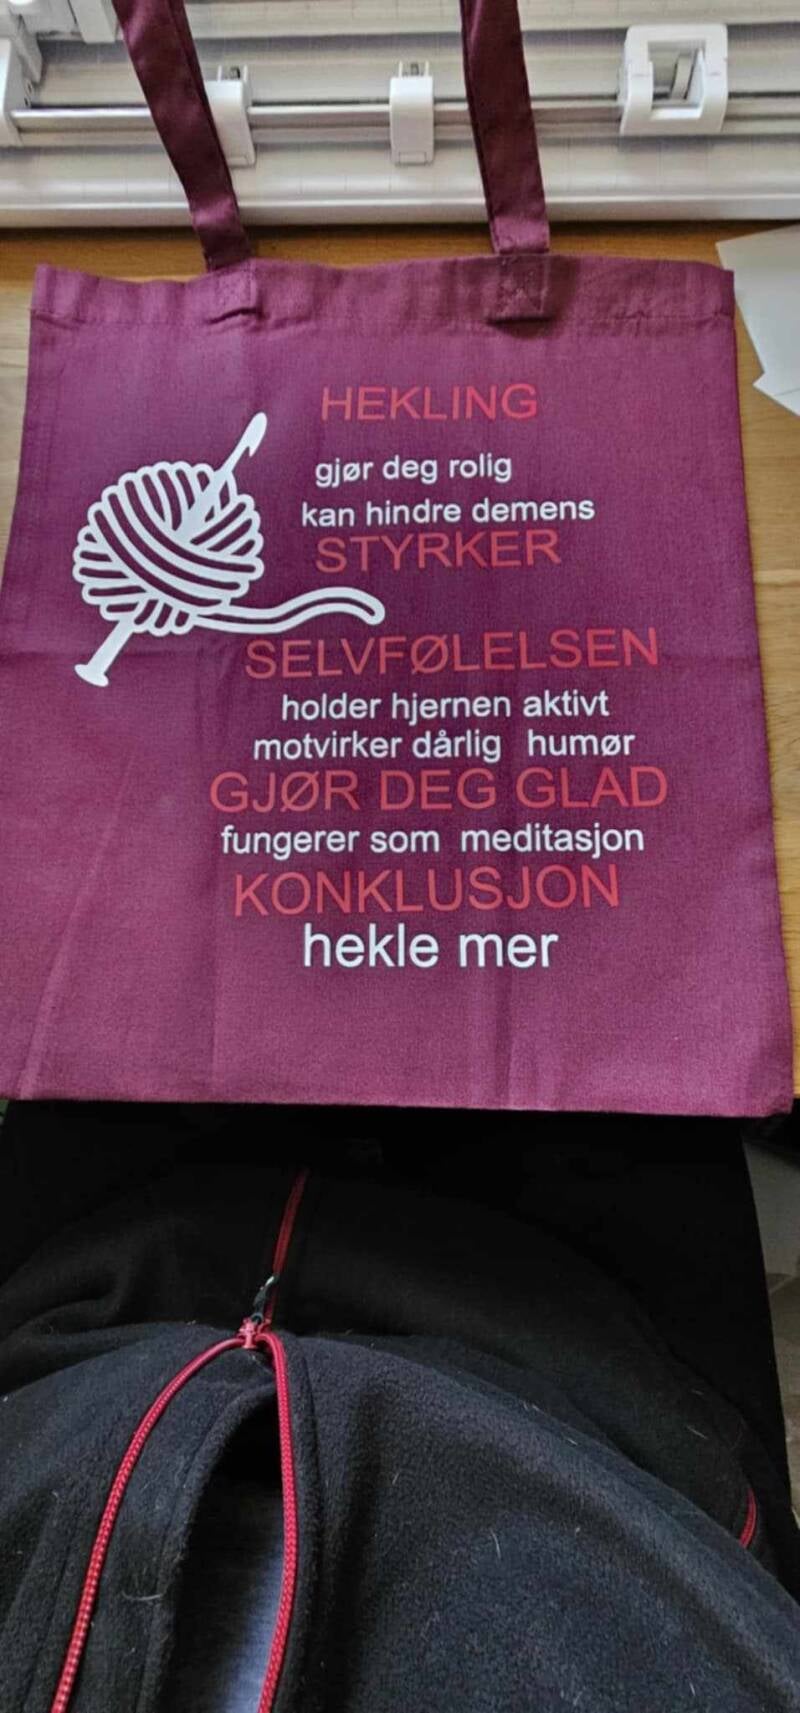 HEKLING
gjør deg rolig
kan hindre demens
STYRKER
SELVFØLELSEN
holder hjernen aktivt
motvirker dårlig humør
GJØR DEG GLAD
fungerer som meditasjon
KONKLUSJON
hekle mer